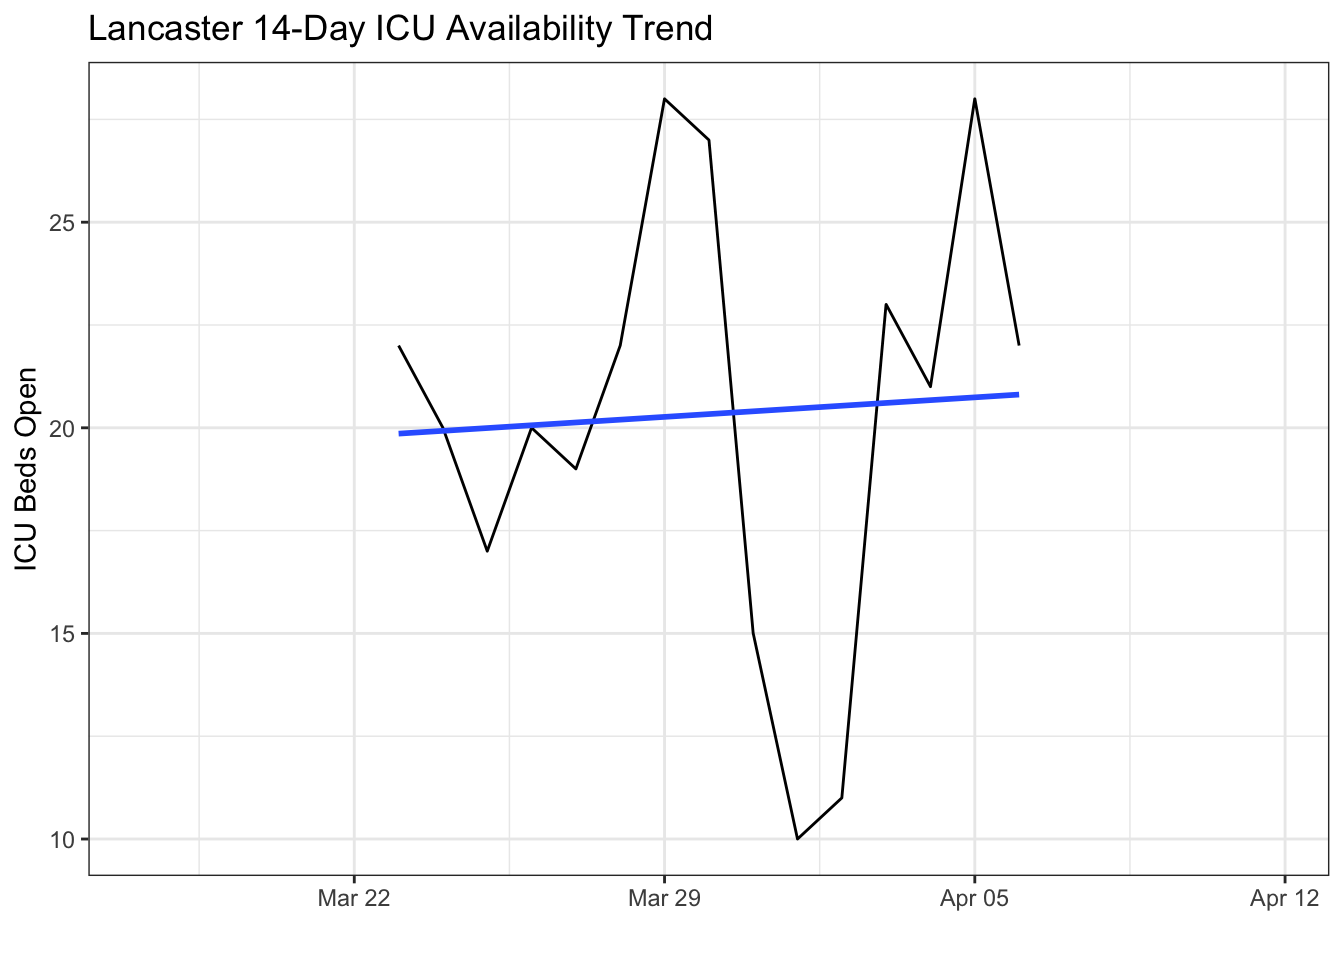 Lancaster 14-Day ICU Availability Trend
ICU Beds Open
25
20
15
10
Mar 22
Mar 29
Apr 05
Apr 12